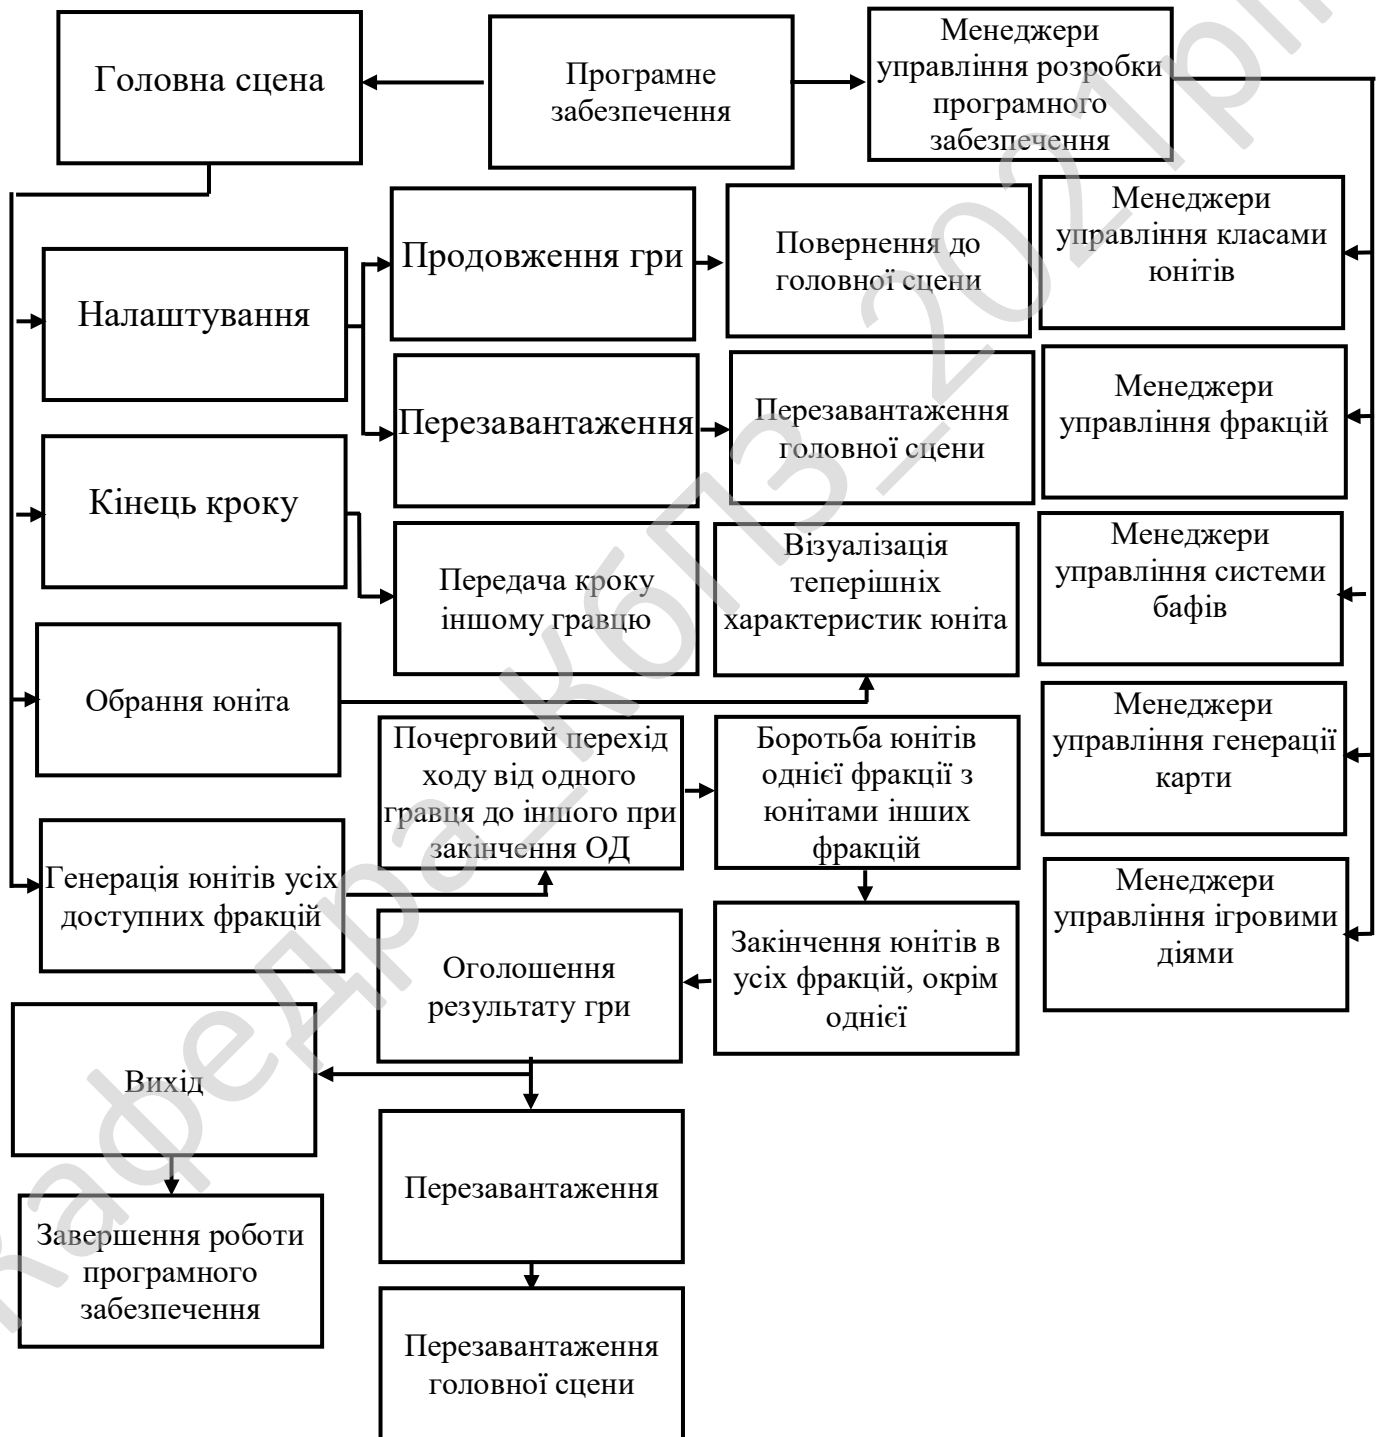 Головна сцена
Програмне
забезпечення
Менеджери
управління розробки
програмного
забезпечення
Налаштування
Продовження гри
Повернення до
головної сцени
Менеджери
управління класами
юнітів
Перезавантаження
Перезавантаження
головної сцени
Менеджери
управління фракцій
Кінець кроку
Передача кроку
іншому гравцю
Візуалізація
теперішніх
характеристик юніта
Менеджери
управління системи
бафів
Обрання юніта
Почерговий перехід
ходу від одного
гравця до іншого при
закінчення ОД
Боротьба юнітів
однієї фракції з
юнітами інших
фракцій
Менеджери
управління генерації
карти
Генерація юнітів усіх
доступних фракцій
Оголошення
результату гри
Закінчення юнітів в
усіх фракцій, окрім
однієї
Менеджери
управління ігровими
діями
Вихід
Перезавантаження
Завершення роботи
програмного
забезпечення
Перезавантаження
головної сцени